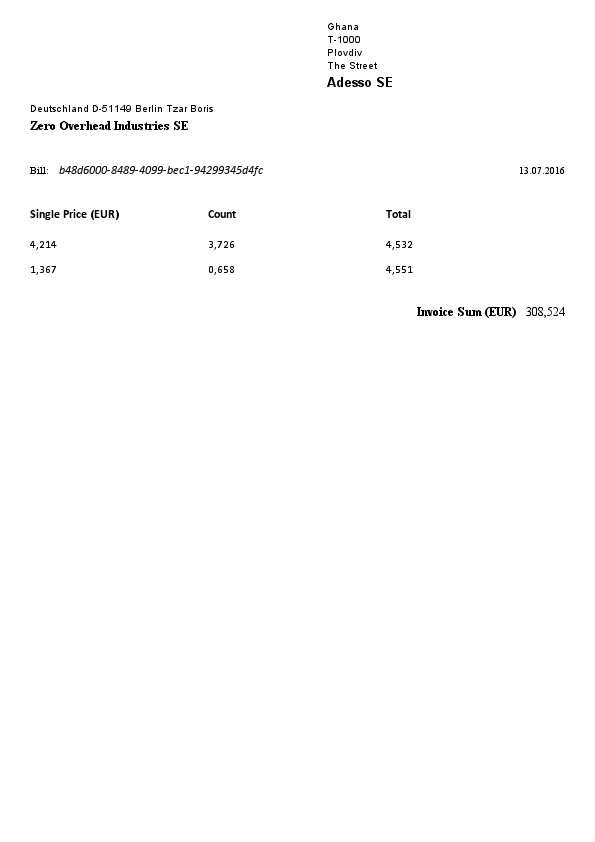 Ghana
T-1000
Plovdiv
The Street
Adesso SE
Deutschland D-51149 Berlin Tzar Boris
Zero Overhead Industries SE
Bill: b48d6000-8489-4099-bec1-94299345d4fc 13.07.2016
Single Price (EUR) Count Total
4,214 3,726 4,532
1,367 0,658 4,551
Invoice Sum (EUR) 308,524